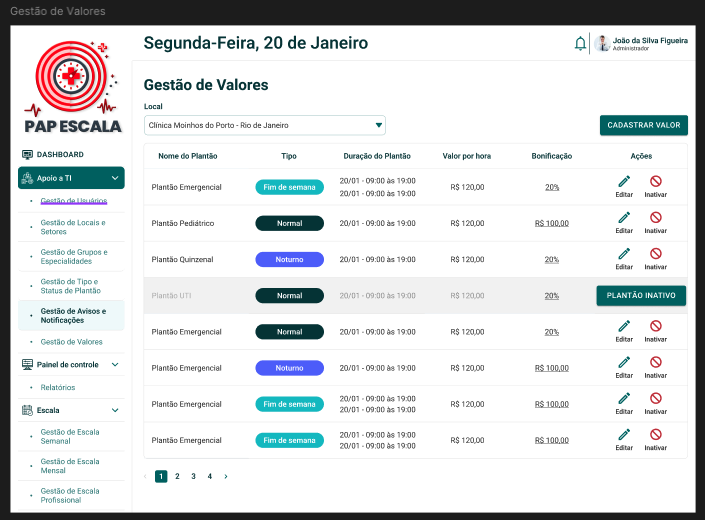 Gestão de Valores
PAP ESCALA
Segunda-Feira, 20 de Janeiro
João da Silva Figueira
Administrador
DASHBOARD
Apoio a TI
Gestão de Usuários
Gestão de Locais e
Setores
Gestão de Grupos e
Especialidades
Gestão de Tipo e
Status de Plantão
Gestão de Avisos e
Notificações
Gestão de Valores
Painel de controle
Relatórios
Escala
Gestão de Escala
Semanal
Gestão de Escala
Mensal
Gestão de Escala
Profissional
Gestão de Valores
Local
Clínica Moinhos do Porto - Rio de Janeiro
CADASTRAR VALOR
Nome do Plantão Tipo Duração do Plantão Valor por hora Bonificação Ações
Plantão Emergencial Fim de semana 20/01 - 09:00 às 19:00 R$ 120,00 20% Editar Inativar
20/01 - 09:00 às 19:00
Plantão Pediátrico Normal 20/01 - 09:00 às 19:00 R$ 120,00 R$ 100,00 Editar Inativar
Plantão Quinzenal Noturno 20/01 - 09:00 às 19:00 R$ 120,00 20% Editar Inativar
Plantão UTI Normal 20/01 - 09:00 às 19:00 R$ 120,00 20% PLANTÃO INATIVO
Plantão Emergencial Normal 20/01 - 09:00 às 19:00 R$ 120,00 20% Editar Inativar
Plantão Emergencial Noturno 20/01 - 09:00 às 19:00 R$ 120,00 R$ 100,00 Editar Inativar
Plantão Emergencial Fim de semana 20/01 - 09:00 às 19:00 R$ 120,00 R$ 100,00 Editar Inativar
20/01 - 09:00 às 19:00
Plantão Emergencial Fim de semana 20/01 - 09:00 às 19:00 R$ 120,00 R$ 100,00 Editar Inativar
20/01 - 09:00 às 19:00
‹ 1 2 3 4 ›